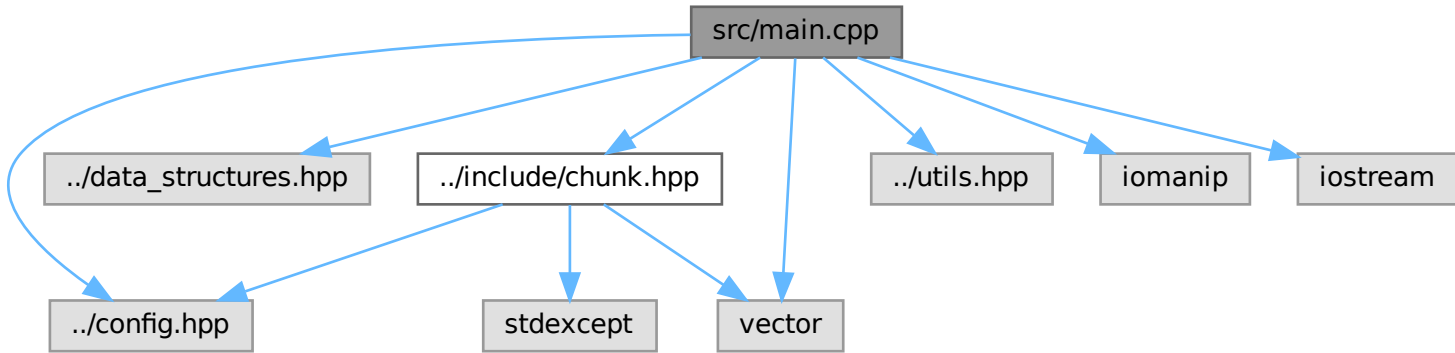 src/main.cpp
../data_structures.hpp
../include/chunk.hpp
../utils.hpp
iomanip
iostream
../config.hpp
stdexcept
vector